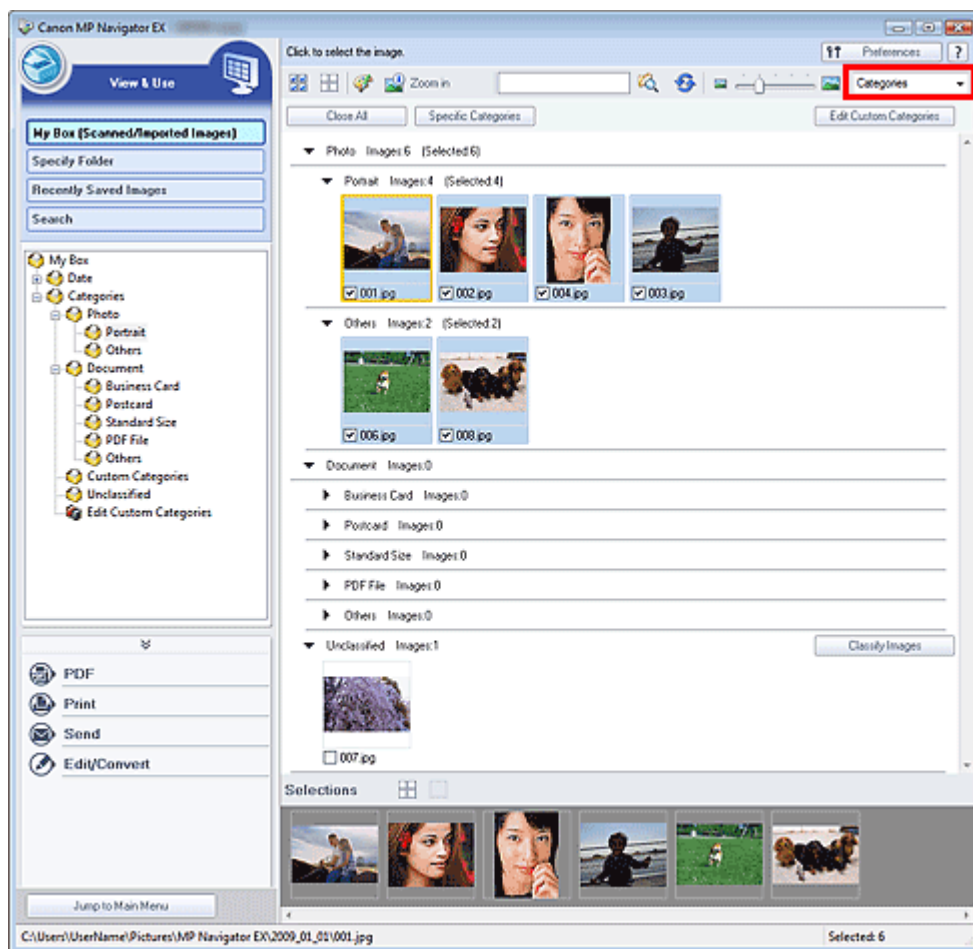 Canon MP Navigator EX
Click to select the image.
Preferences
?
View & Use
Zoom in
Categories
Close All
Specific Categories
Edit Custom Categories
My Box (Scanned/Imported Images)
Specify Folder
Recently Saved Images
Search
My Box
Date
Categories
Photo
Portrait
Others
Document
Business Card
Postcard
Standard Size
PDF File
Others
Custom Categories
Unclassified
Edit Custom Categories
PDF
Print
Send
Edit/Convert
Jump to Main Menu
Photo Images:6 (Selected:6)
Portrait Images:4 (Selected:4)
001.jpg 002.jpg 004.jpg 003.jpg
Others Images:2 (Selected:2)
006.jpg 008.jpg
Document Images:0
Business Card Images:0
Postcard Images:0
Standard Size Images:0
PDF File Images:0
Others Images:0
Unclassified Images:1
Classify Images
007.jpg
Selections
C:\Users\UserName\Pictures\MP Navigator EX\2009_01_01\001.jpg
Selected: 6